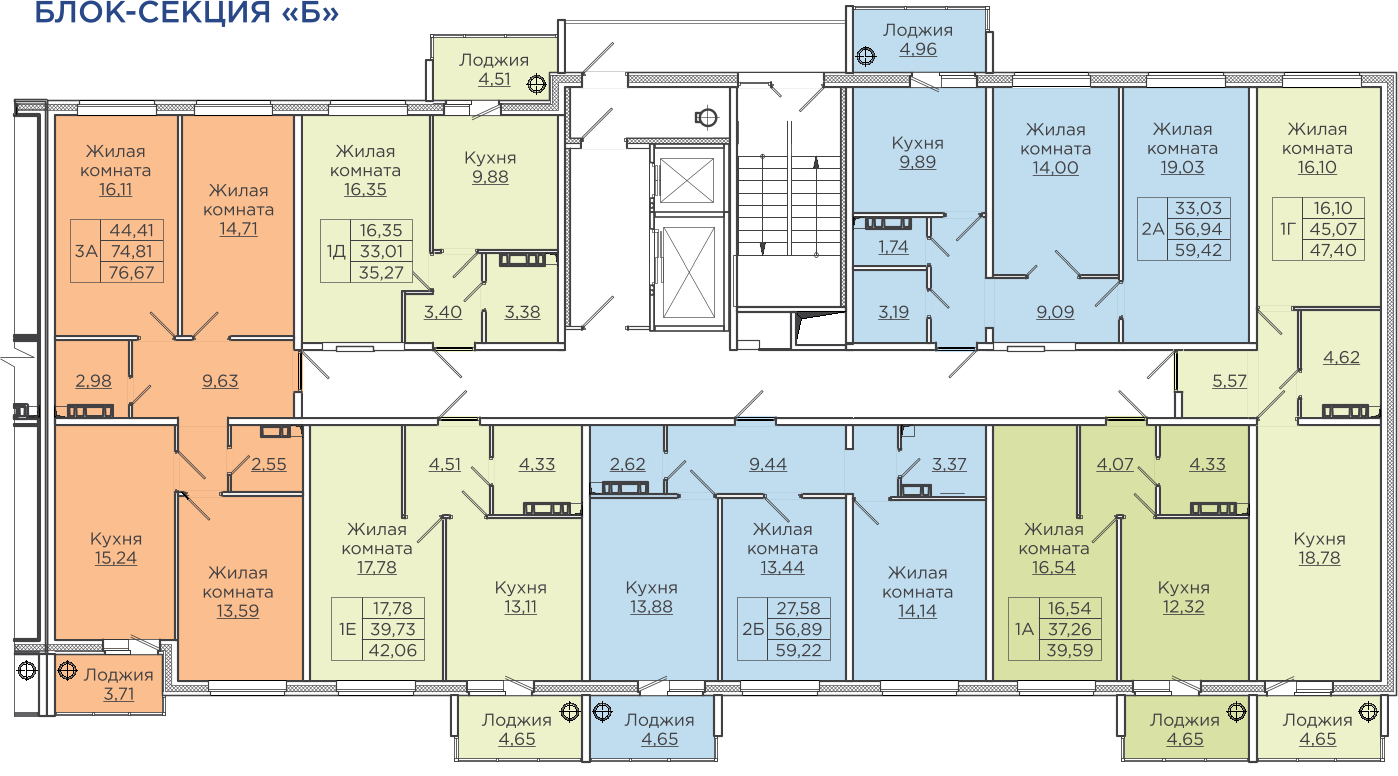 БЛОК-СЕКЦИЯ «Б»
Лоджия
4,51
Лоджия
4,96
Жилая
комната
16,11
44,41
3А 74,81
76,67
Жилая
комната
14,71
Жилая
комната
16,35
16,35
1Д 33,01
35,27
Кухня
9,88
3,40
3,38
Кухня
9,89
1,74
3,19
Жилая
комната
14,00
9,09
Жилая
комната
19,03
33,03
2А 56,94
59,42
Жилая
комната
16,10
16,10
1Г 45,07
47,40
2,98
9,63
5,57
4,62
2,55
4,51
4,33
2,62
9,44
3,37
4,07
4,33
Кухня
15,24
Жилая
комната
13,59
Жилая
комната
17,78
17,78
1Е 39,73
42,06
Кухня
13,11
Кухня
13,88
Жилая
комната
13,44
27,58
2Б 56,89
59,22
Жилая
комната
14,14
Жилая
комната
16,54
16,54
1А 37,26
39,59
Кухня
12,32
Кухня
18,78
Лоджия
3,71
Лоджия
4,65
Лоджия
4,65
Лоджия
4,65
Лоджия
4,65